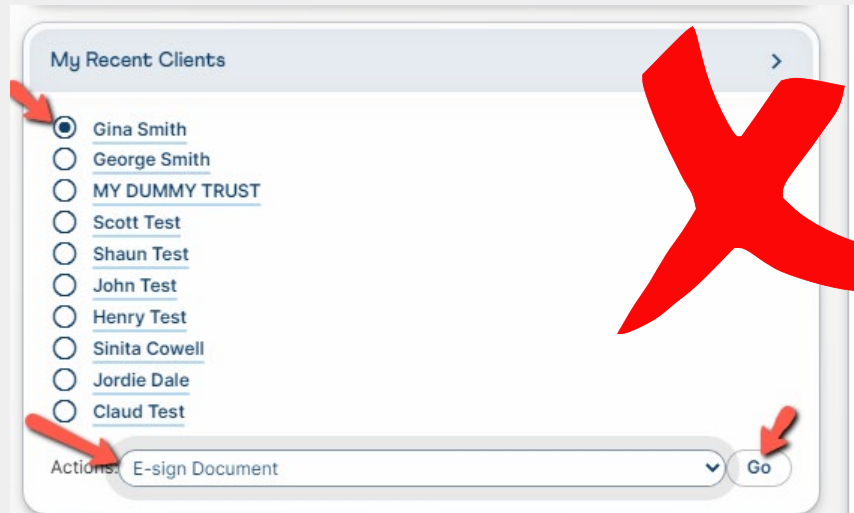 My Recent Clients
Gina Smith
George Smith
MY DUMMY TRUST
Scott Test
Shaun Test
John Test
Henry Test
Sinita Cowell
Jordie Dale
Claud Test
Actions: E-sign Document Go